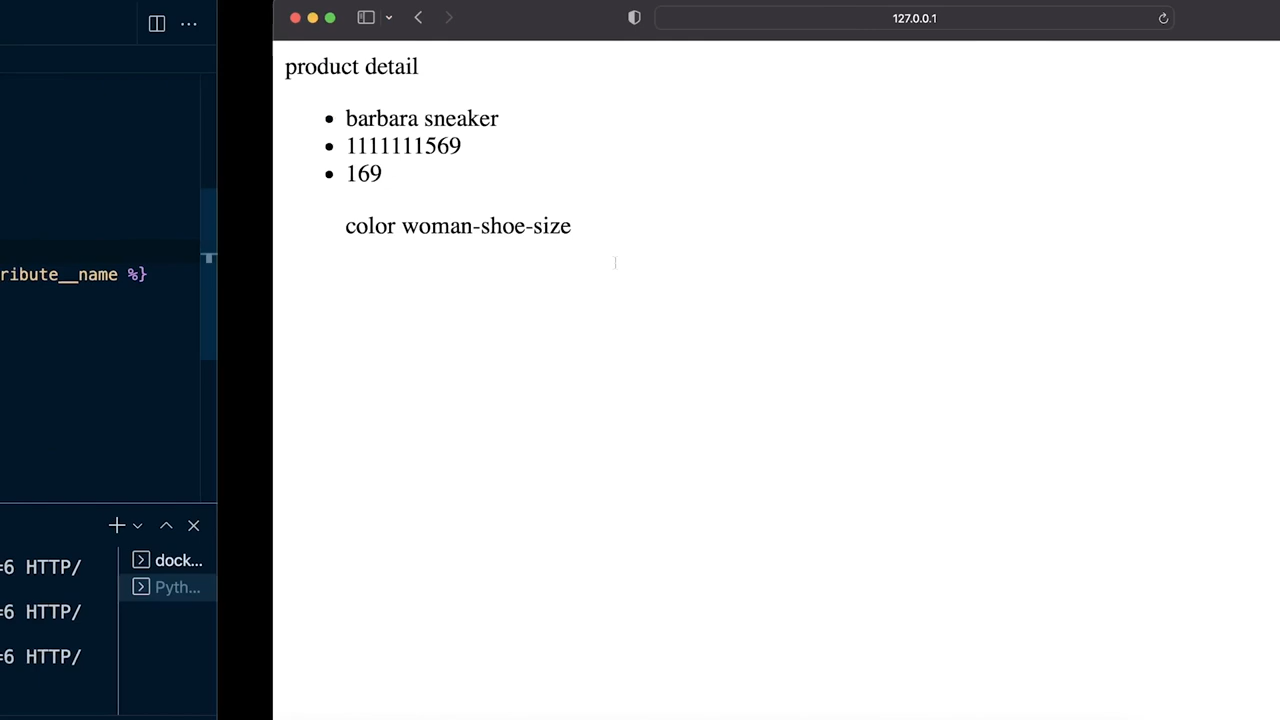 127.0.0.1
product detail
barbara sneaker
1111111569
169
color woman-shoe-size
ribute__name %}
=6 HTTP/
=6 HTTP/
=6 HTTP/
dock...
Pyth...